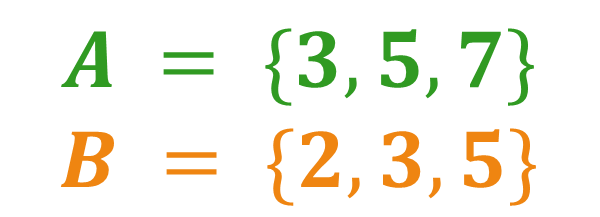 A = {3, 5, 7}
B = {2, 3, 5}